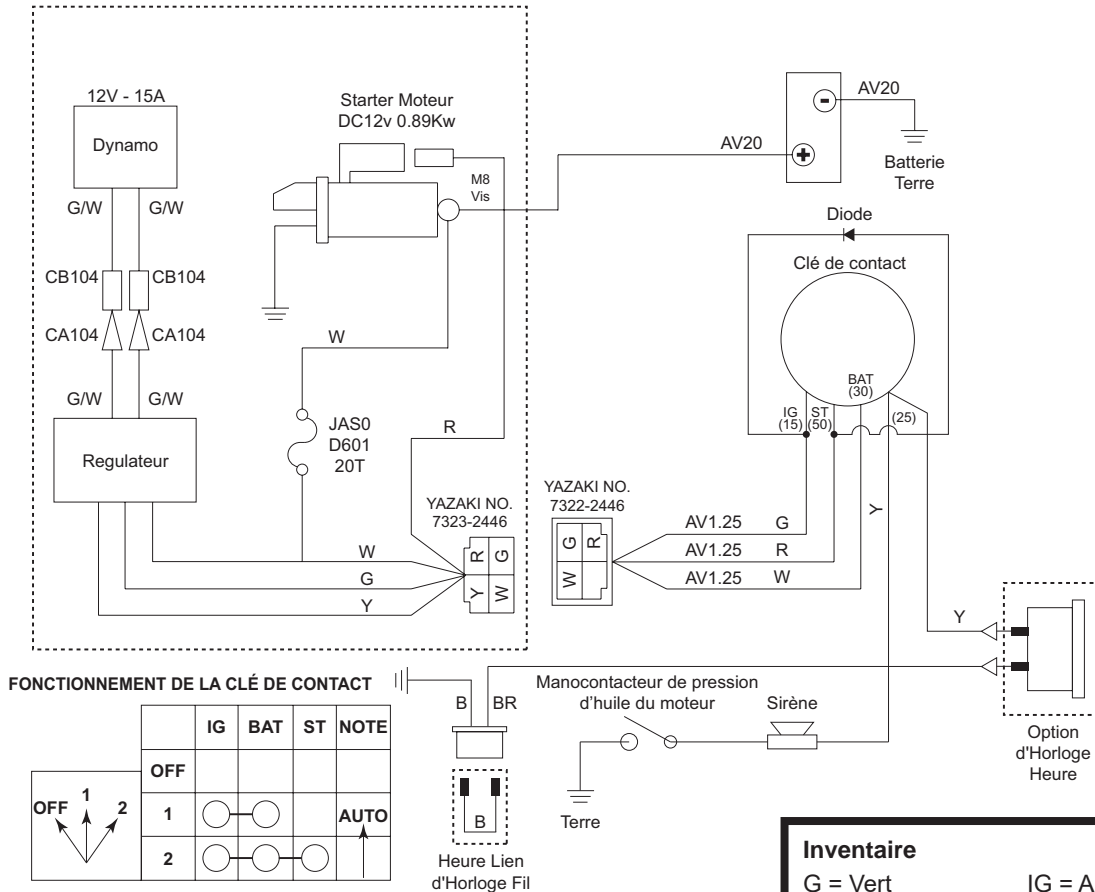 12V - 15A
Dynamo
G/W
G/W
CB104
CB104
CA104
CA104
G/W
G/W
Regulateur
Starter Moteur
DC12v 0.89Kw
M8
Vis
W
JAS0
D601
20T
R
YAZAKI NO.
7323-2446
R
G
Y
W
W
G
Y
AV20
AV20
Batterie
Terre
Diode
Clé de contact
BAT
(30)
IG
(15)
ST
(50)
(25)
YAZAKI NO.
7322-2446
G
R
W
AV1.25 G
AV1.25 R
AV1.25 W
Y
Y
Option
d'Horloge
Heure
FONCTIONNEMENT DE LA CLÉ DE CONTACT
IG BAT ST NOTE
OFF
1 AUTO
2
OFF 1 2
B
BR
B
Heure Lien
d'Horloge Fil
Manocontacteur de pression
d'huile du moteur
Sirène
Terre
Inventaire
G = Vert IG = A